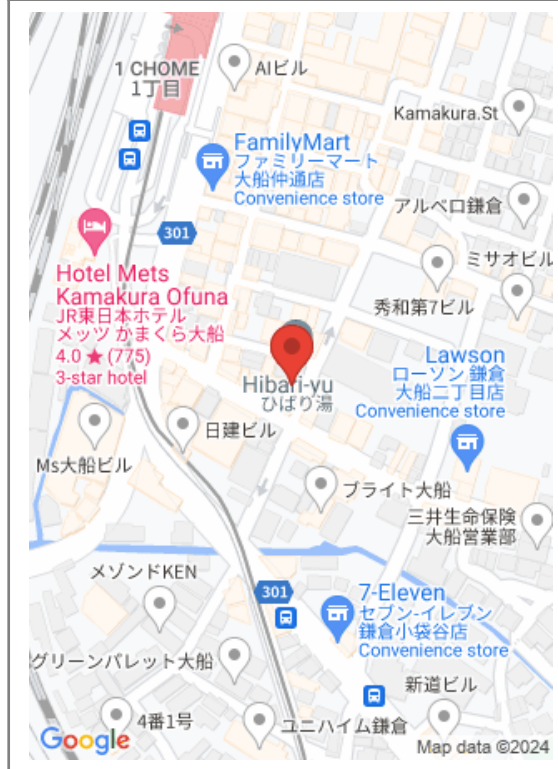 1 CHOME
1丁目
AIビル
Kamakura.St
FamilyMart
ファミリーマート
大船仲通店
Convenience store
アルベロ鎌倉
301
ミサオビル
Hotel Mets
Kamakura Ofuna
JR東日本ホテル
メッツ かまくら大船
4.0 ★ (775)
3-star hotel
秀和第7ビル
Lawson
ローソン 鎌倉
大船二丁目店
Convenience store
Hibari-yu
ひばり湯
日建ビル
Ms大船ビル
ブライト大船
三井生命保険
大船営業部
メゾンドKEN
301
7-Eleven
セブン-イレブン
鎌倉小袋谷店
Convenience store
グリーンパレット大船
新道ビル
4番1号
ユニハイム鎌倉
Google
Map data ©2024